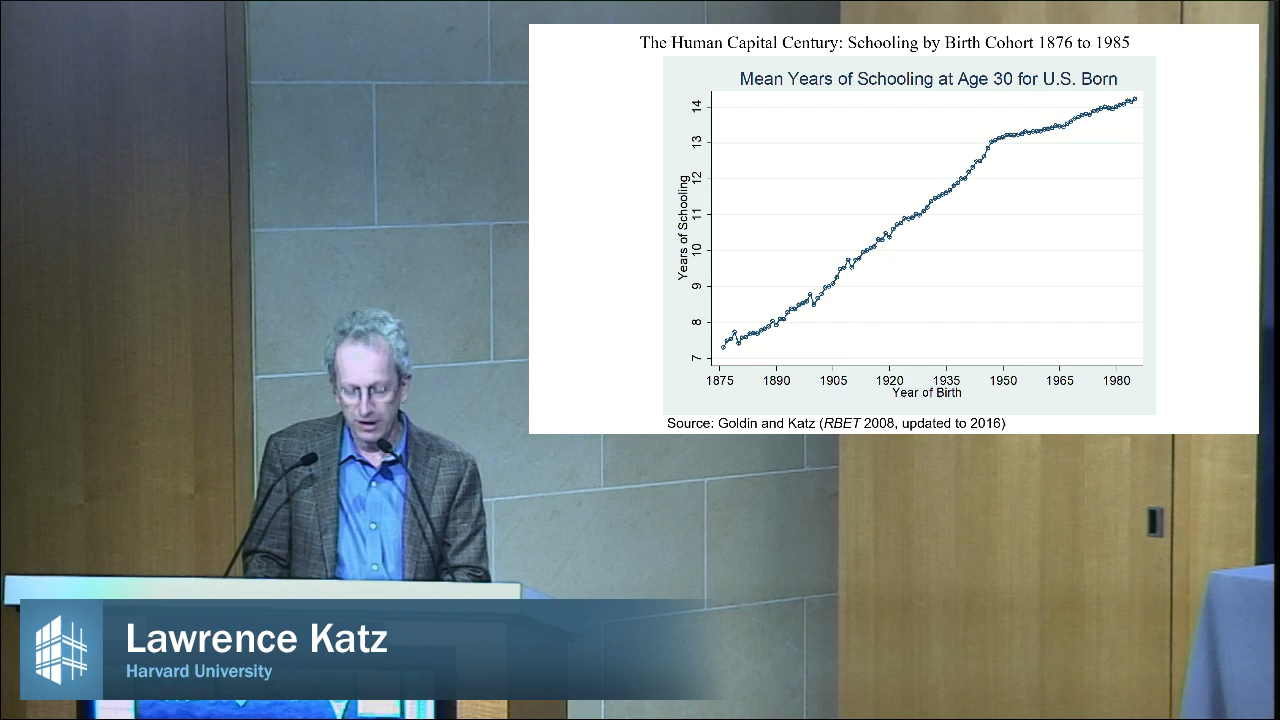 The Human Capital Century: Schooling by Birth Cohort 1876 to 1985
Mean Years of Schooling at Age 30 for U.S. Born
Years of Schooling
14
13
12
11
10
9
8
7
1875 1890 1905 1920 1935 1950 1965 1980
Year of Birth
Source: Goldin and Katz (RBET 2008, updated to 2016)
Lawrence Katz
Harvard University